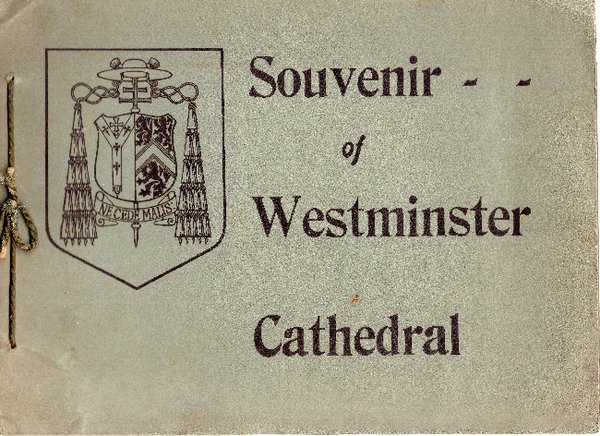 Souvenir - -
of
Westminster
Cathedral
NE CEDE MALIS